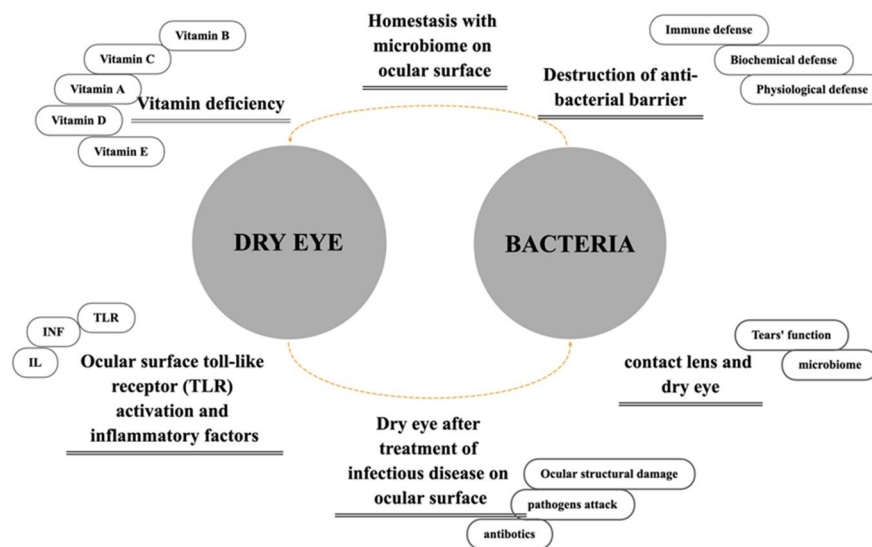 Vitamin B
Vitamin C
Vitamin A
Vitamin D
Vitamin E
Vitamin deficiency
Homestasis with
microbiome on
ocular surface
Destruction of anti-
bacterial barrier
Immune defense
Biochemical defense
Physiological defense
DRY EYE
BACTERIA
TLR
INF
IL
Ocular surface toll-like
receptor (TLR)
activation and
inflammatory factors
Dry eye after
treatment of
infectious disease on
ocular surface
Ocular structural damage
pathogens attack
antibotics
contact lens and
dry eye
Tears' function
microbiome